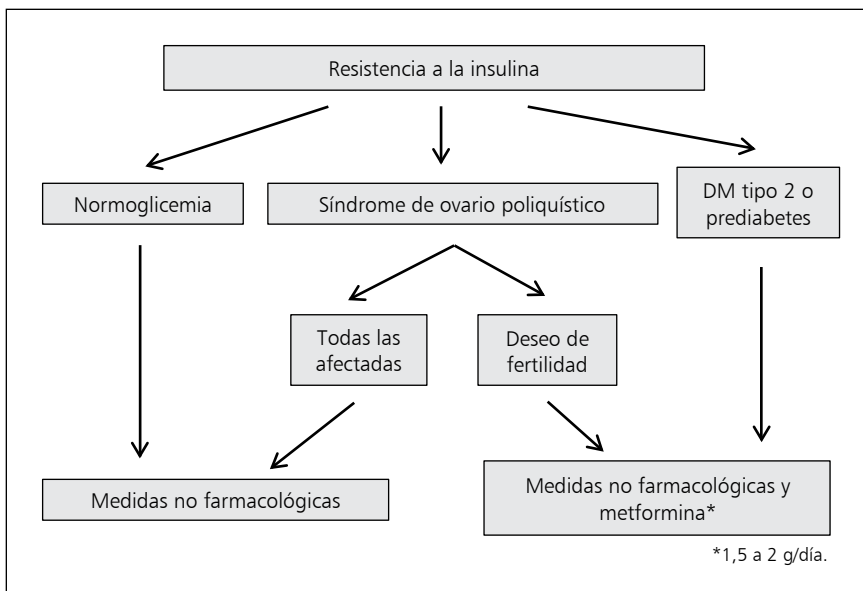 Resistencia a la insulina
Normoglicemia
Síndrome de ovario poliquístico
DM tipo 2 o
prediabetes
Todas las
afectadas
Deseo de
fertilidad
Medidas no farmacológicas
Medidas no farmacológicas y
metformina*
*1,5 a 2 g/día.